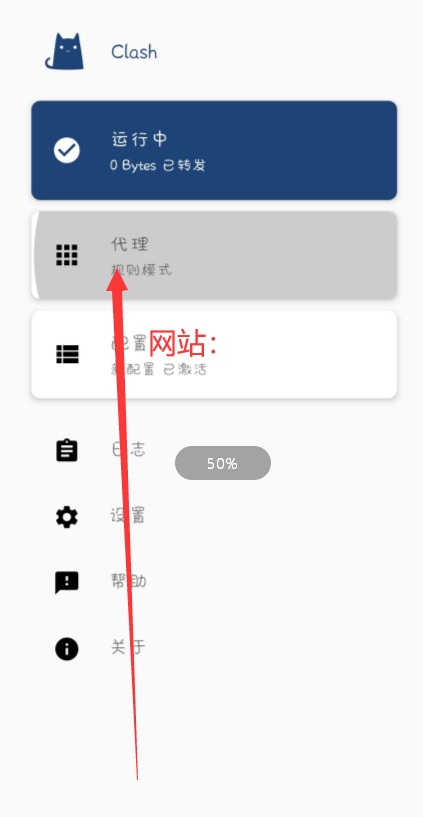 Clash
运行中
0 Bytes 已转发
代理
规则模式
配置
网站：
新配置 已激活
日志
50%
设置
帮助
关于